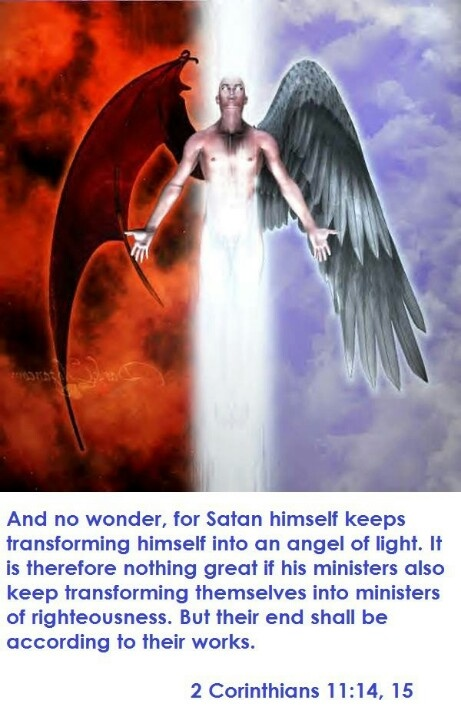 And no wonder, for Satan himself keeps
transforming himself into an angel of light. It
is therefore nothing great if his ministers also
keep transforming themselves into ministers
of righteousness. But their end shall be
according to their works.
2 Corinthians 11:14, 15